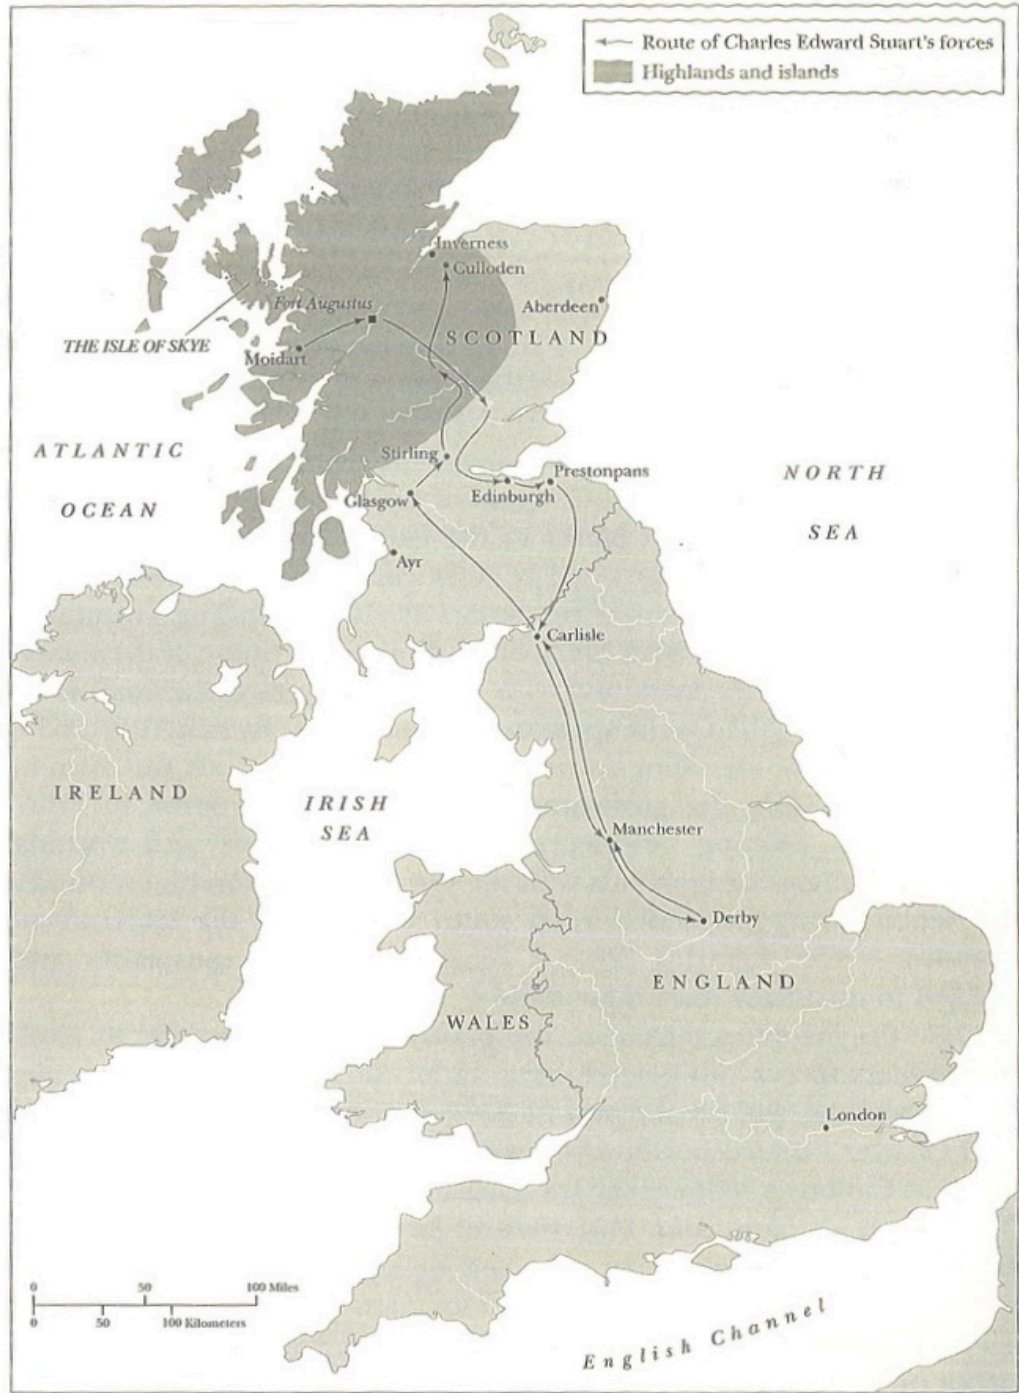 Route of Charles Edward Stuart's forces
Highlands and islands
Inverness
Culloden
Fort Augustus
Aberdeen
SCOTLAND
THE ISLE OF SKYE
Moidart
ATLANTIC
OCEAN
Stirling
Prestonpans
Edinburgh
Glasgow
NORTH
SEA
Ayr
Carlisle
IRELAND
IRISH
SEA
Manchester
Derby
ENGLAND
WALES
London
0 50 100 Miles
0 50 100 Kilometers
English Channel